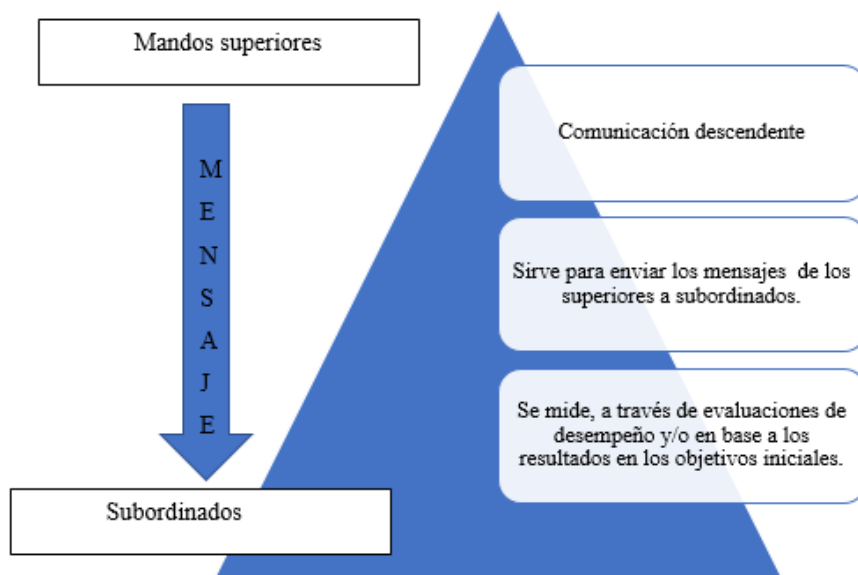 Mandos superiores
MENSAJE
Subordinados
Comunicación descendente
Sirve para enviar los mensajes de los
superiores a subordinados.
Se mide, a través de evaluaciones de
desempeño y/o en base a los
resultados en los objetivos iniciales.